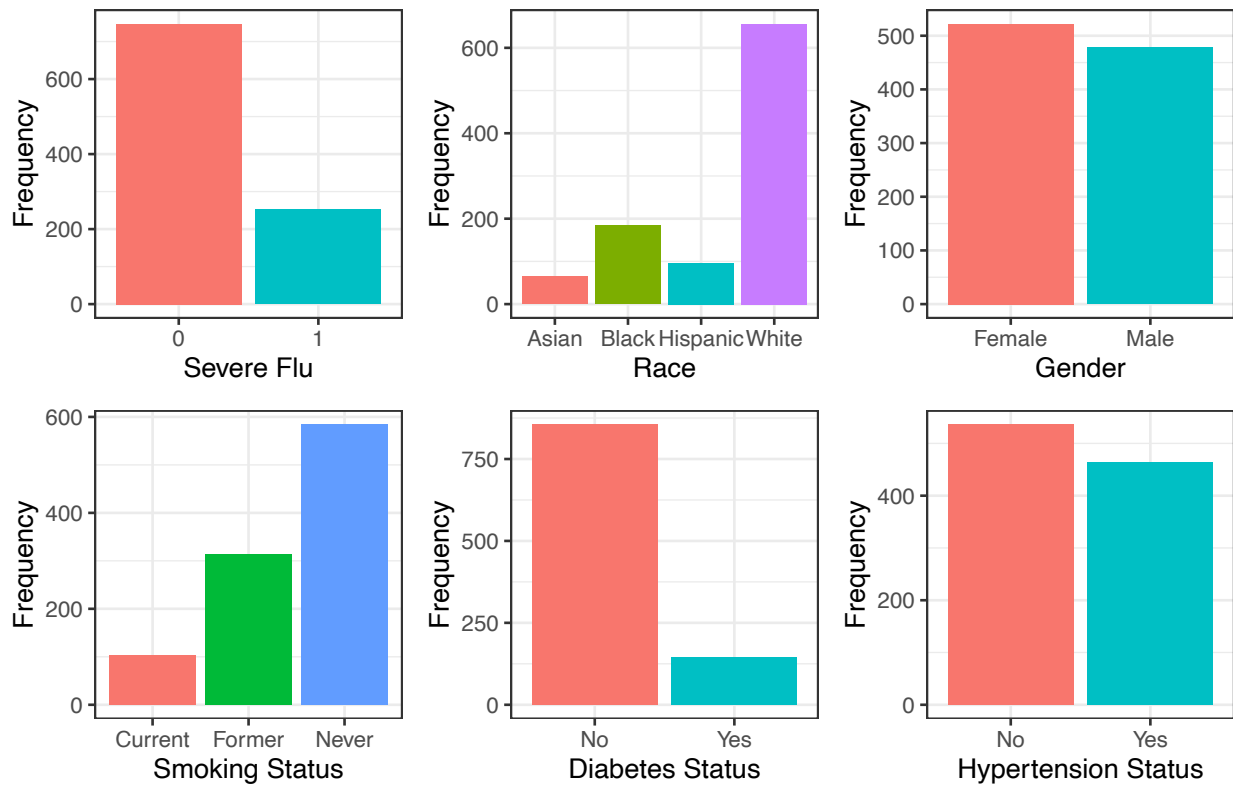 Frequency
600
400
200
0
0 1
Severe Flu
Frequency
600
400
200
0
Asian Black Hispanic White
Race
Frequency
500
400
300
200
100
0
Female Male
Gender
Frequency
600
400
200
0
Current Former Never
Smoking Status
Frequency
750
500
250
0
No Yes
Diabetes Status
Frequency
400
200
0
No Yes
Hypertension Status